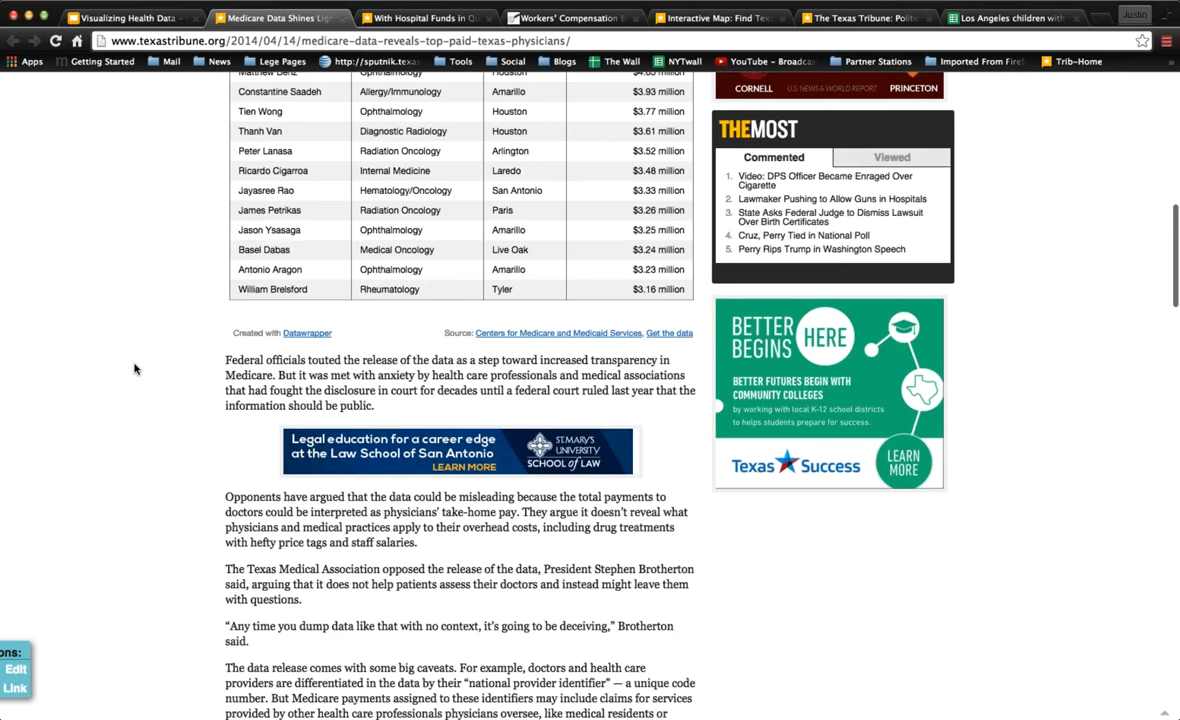 Visualizing Health Data -
Medicare Data Shines Lig
With Hospital Funds in Q
Workers' Compensation
Interactive Map: Find Tex
The Texas Tribune: Politi
Los Angeles children with
Justin
www.texastribune.org/2014/04/14/medicare-data-reveals-top-paid-texas-physicians/
Apps Getting Started Mail News Lege Pages http://sputnik.texa Tools Social Blogs The Wall NYTwall YouTube – Broadcas Partner Stations Imported From Firef Trib-Home »
Matthew Benz Ophthalmology Houston
Constantine Saadeh Allergy/Immunology Amarillo $3.93 million
Tien Wong Ophthalmology Houston $3.77 million
Thanh Van Diagnostic Radiology Houston $3.61 million
Peter Lanasa Radiation Oncology Arlington $3.52 million
Ricardo Cigarroa Internal Medicine Laredo $3.48 million
Jayasree Rao Hematology/Oncology San Antonio $3.33 million
James Petrikas Radiation Oncology Paris $3.26 million
Jason Ysasaga Ophthalmology Amarillo $3.25 million
Basel Dabas Medical Oncology Live Oak $3.24 million
Antonio Aragon Ophthalmology Amarillo $3.23 million
William Brelsford Rheumatology Tyler $3.16 million
Created with Datawrapper Source: Centers for Medicare and Medicaid Services, Get the data
Federal officials touted the release of the data as a step toward increased transparency in
Medicare. But it was met with anxiety by health care professionals and medical associations
that had fought the disclosure in court for decades until a federal court ruled last year that the
information should be public.
Legal education for a career edge
at the Law School of San Antonio
LEARN MORE
ST. MARY'S
UNIVERSITY
SCHOOL of LAW
Opponents have argued that the data could be misleading because the total payments to
doctors could be interpreted as physicians' take-home pay. They argue it doesn't reveal what
physicians and medical practices apply to their overhead costs, including drug treatments
with hefty price tags and staff salaries.
The Texas Medical Association opposed the release of the data, President Stephen Brotherton
said, arguing that it does not help patients assess their doctors and instead might leave them
with questions.
“Any time you dump data like that with no context, it's going to be deceiving,” Brotherton
said.
The data release comes with some big caveats. For example, doctors and health care
providers are differentiated in the data by their “national provider identifier” — a unique code
number. But Medicare payments assigned to these identifiers may include claims for services
provided by other health care professionals physicians oversee, like medical residents or
CORNELL U.S. NEWS & WORLD REPORT PRINCETON
THEMOST
Commented Viewed
1. Video: DPS Officer Became Enraged Over
Cigarette
2. Lawmaker Pushing to Allow Guns in Hospitals
3. State Asks Federal Judge to Dismiss Lawsuit
Over Birth Certificates
4. Cruz, Perry Tied in National Poll
5. Perry Rips Trump in Washington Speech
BETTER
BEGINS
HERE
BETTER FUTURES BEGIN WITH
COMMUNITY COLLEGES
by working with local K-12 school districts
to helps students prepare for success.
Texas Success
LEARN
MORE
ons:
Edit
Link